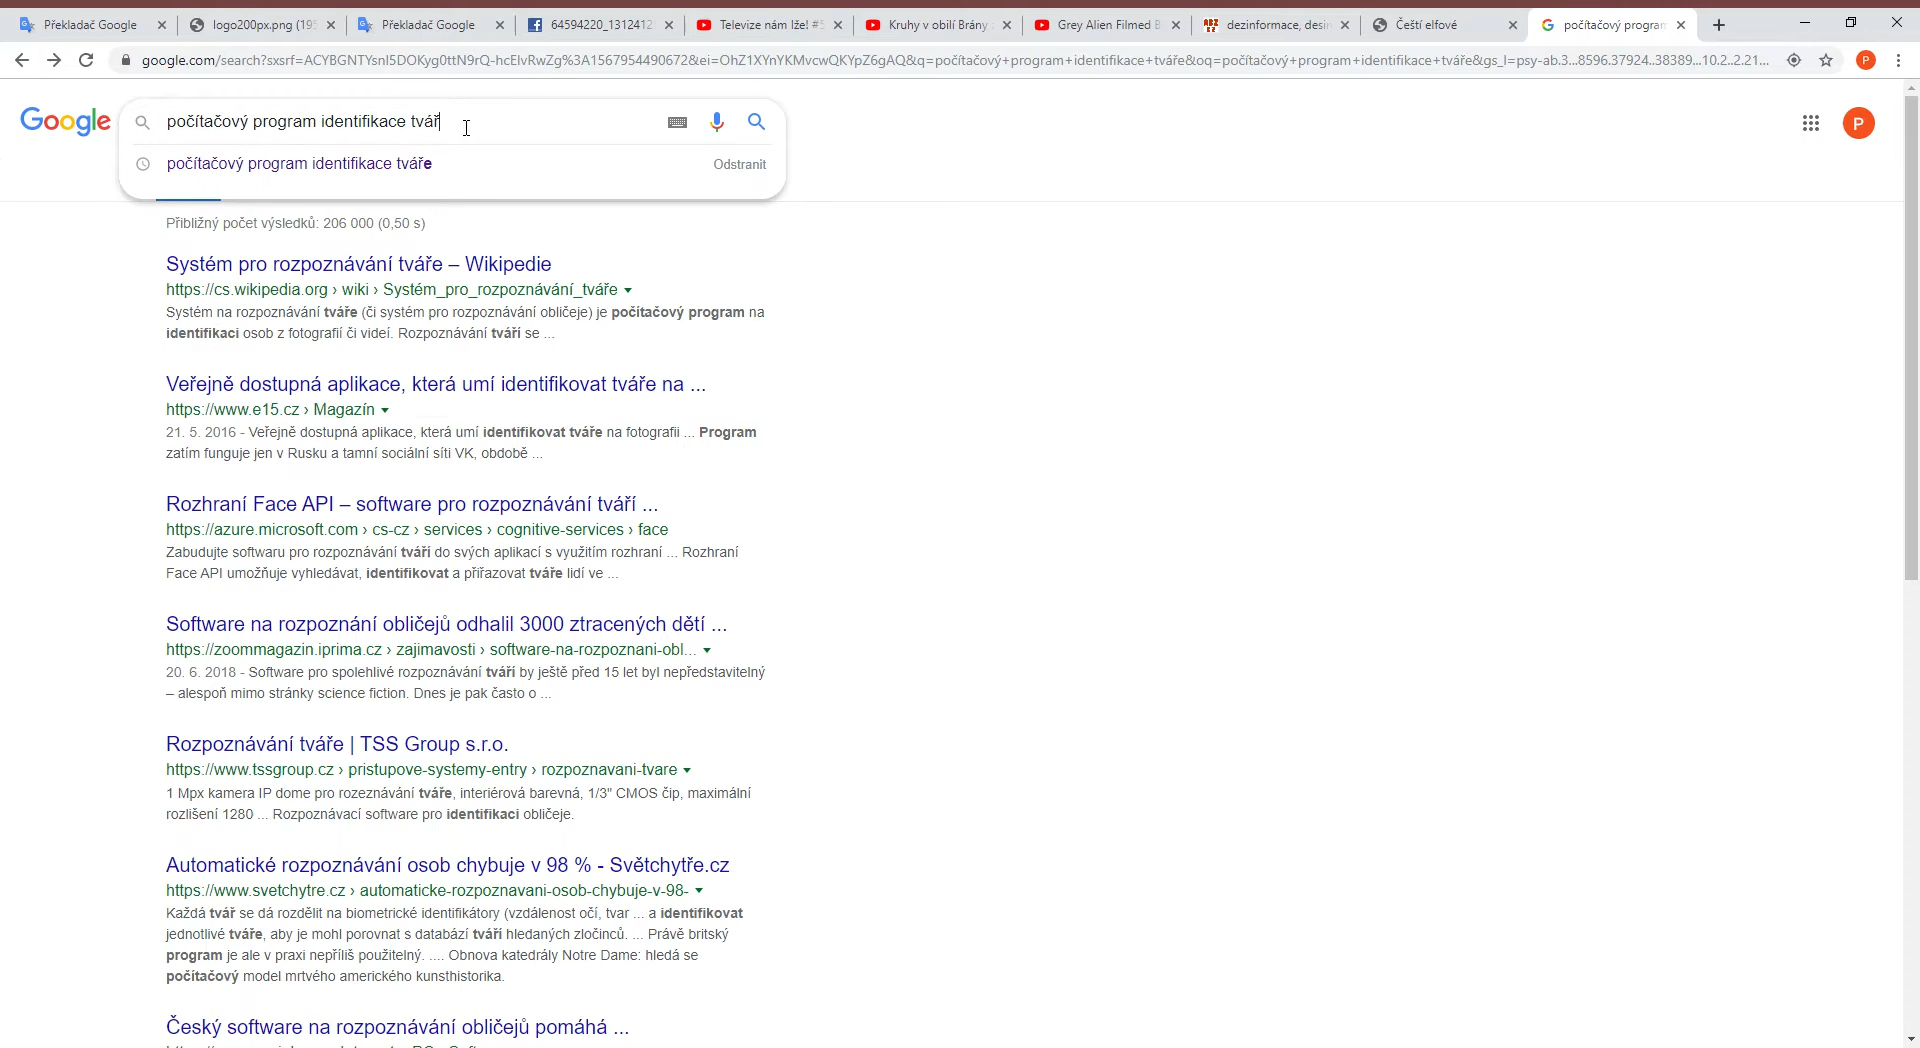 Překladač Google
logo200px.png (195
Překladač Google
64594220_1312412
Televize nám lže! #5
Kruhy v obilí Brány
Grey Alien Filmed B
dezinformace, desin
Čeští elfové
počítačový program
google.com/search?sxsrf=ACYBGNTYsnI5DOKyg0ttN9rQ-hcElvRwZg%3A1567954490672&ei=OhZ1XYnYKMvcwQKYpZ6gAQ&q=počítačový+program+identifikace+tváře&oq=počítačový+program+identifikace+tváře&gs_l=psy-ab.3...8596.37924..38389...10.2..2.21...
P
Google
počítačový program identifikace tvář
P
počítačový program identifikace tváře
Odstranit
Přibližný počet výsledků: 206 000 (0,50 s)
Systém pro rozpoznávání tváře – Wikipedie
https://cs.wikipedia.org › wiki › Systém_pro_rozpoznávání_tváře
Systém na rozpoznávání tváře (či systém pro rozpoznávání obličeje) je počítačový program na
identifikaci osob z fotografií či videí. Rozpoznávání tváří se ...
Veřejně dostupná aplikace, která umí identifikovat tváře na ...
https://www.e15.cz › Magazín
21. 5. 2016 - Veřejně dostupná aplikace, která umí identifikovat tváře na fotografii ... Program
zatím funguje jen v Rusku a tamní sociální síti VK, obdobě ...
Rozhraní Face API – software pro rozpoznávání tváří ...
https://azure.microsoft.com › cs-cz › services › cognitive-services › face
Zabudujte softwaru pro rozpoznávání tváří do svých aplikací s využitím rozhraní ... Rozhraní
Face API umožňuje vyhledávat, identifikovat a přiřazovat tváře lidí ve ...
Software na rozpoznání obličejů odhalil 3000 ztracených dětí ...
https://zoommagazin.iprima.cz › zajimavosti › software-na-rozpoznani-obl...
20. 6. 2018 - Software pro spolehlivé rozpoznávání tváří by ještě před 15 let byl nepředstavitelný
– alespoň mimo stránky science fiction. Dnes je pak často o ...
Rozpoznávání tváře | TSS Group s.r.o.
https://www.tssgroup.cz › pristupove-systemy-entry › rozpoznavani-tvare
1 Mpx kamera IP dome pro rozeznávání tváře, interiérová barevná, 1/3" CMOS čip, maximální
rozlišení 1280 ... Rozpoznávací software pro identifikaci obličeje.
Automatické rozpoznávání osob chybuje v 98 % - Světchytře.cz
https://www.svetchytre.cz › automaticke-rozpoznavani-osob-chybuje-v-98-
Každá tvář se dá rozdělit na biometrické identifikátory (vzdálenost očí, tvar ... a identifikovat
jednotlivé tváře, aby je mohl porovnat s databází tváří hledaných zločinců. ... Právě britský
program je ale v praxi nepříliš použitelný. .... Obnova katedrály Notre Dame: hledá se
počítačový model mrtvého amerického kunsthistorika.
Český software na rozpoznávání obličejů pomáhá ...